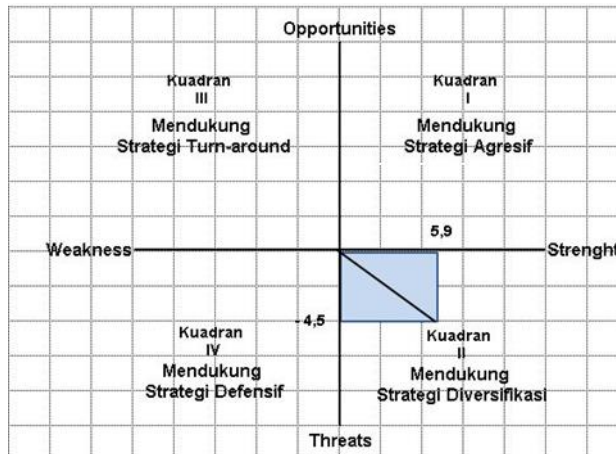 Opportunities
Kuadran
III
Mendukung
Strategi Turn-around
Kuadran
I
Mendukung
Strategi Agresif
5,9
Weakness
Strenght
- 4,5
Kuadran
IV
Mendukung
Strategi Defensif
Kuadran
II
Mendukung
Strategi Diversifikasi
Threats